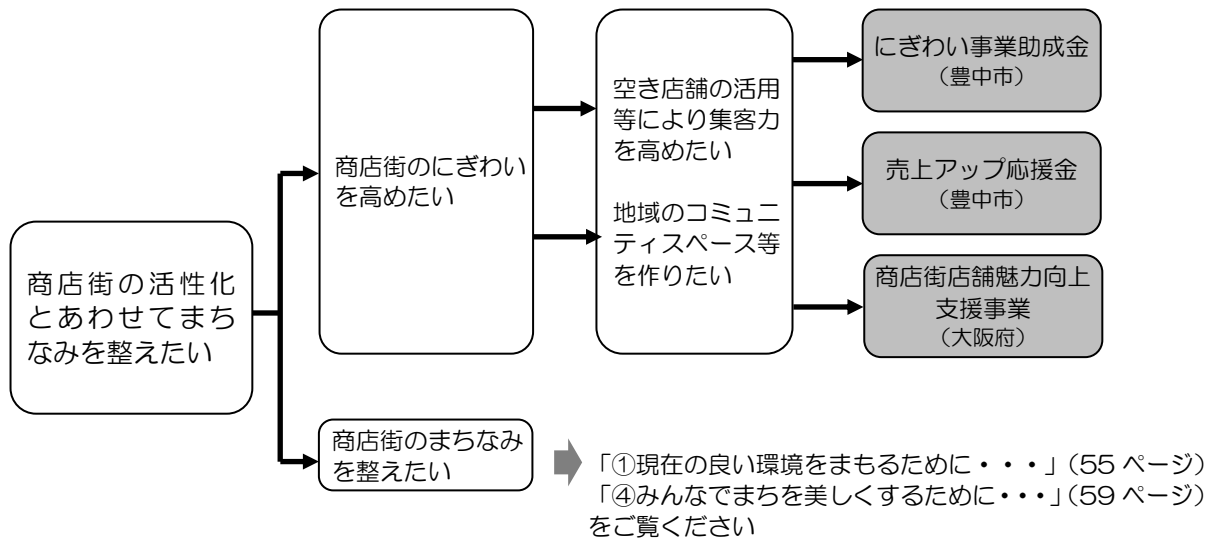 商店街の活性化
とあわせてまち
なみを整えたい
商店街のにぎわい
を高めたい
空き店舗の活用
等により集客力
を高めたい
地域のコミュニ
ティスペース等
を作りたい
にぎわい事業助成金
（豊中市）
売上アップ応援金
（豊中市）
商店街店舗魅力向上
支援事業
（大阪府）
商店街のまちなみ
を整えたい
「①現在の良い環境をまもるために・・・」（55 ページ）
「④みんなでまちを美しくするために・・・」（59 ページ）
をご覧ください